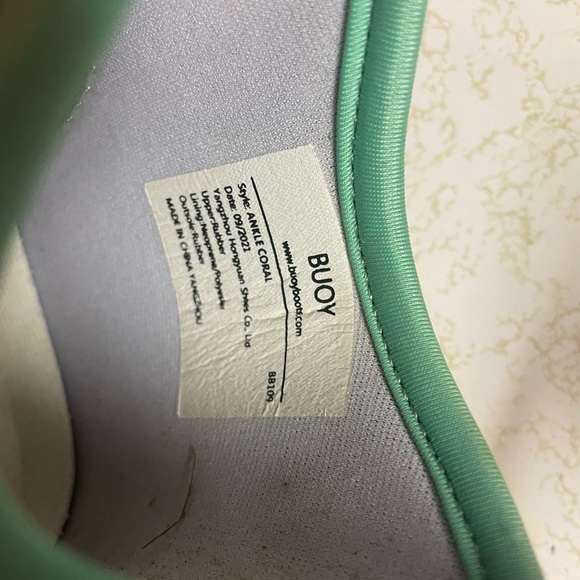 BUOY
www.buoyboots.com
BB109
Style: ANKLE CORAL
Date: 09/2021
Yangzhou Hongyuan Shies Co., Ltd
Upper:Rubber
Lining:Neoprene/Polyester
Outsole:Rubber
MADE IN CHINA YANGZHOU